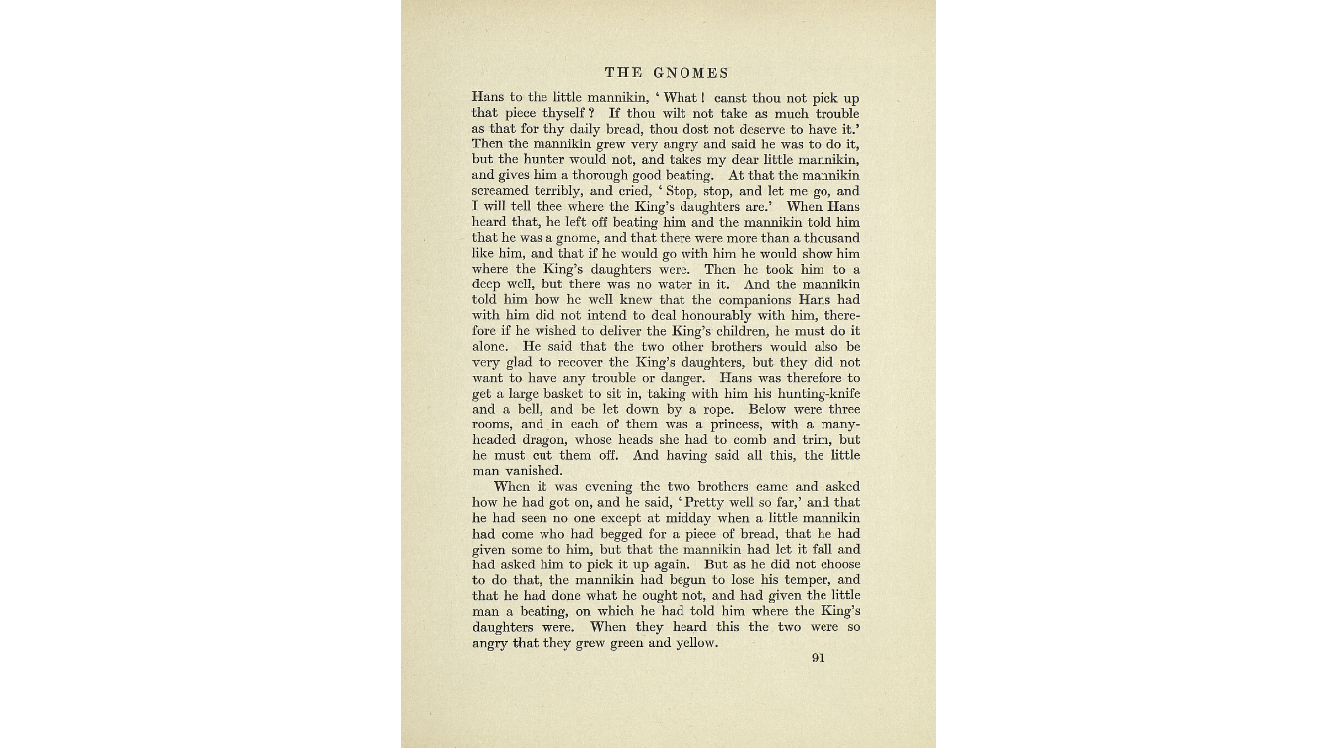 THE GNOMES
Hans to the little mannikin, ‘ What ! canst thou not pick up
that piece thyself ? If thou wilt not take as much trouble
as that for thy daily bread, thou dost not deserve to have it.’
Then the mannikin grew very angry and said he was to do it,
but the hunter would not, and takes my dear little mannikin,
and gives him a thorough good beating. At that the mannikin
screamed terribly, and cried, ‘ Stop, stop, and let me go, and
I will tell thee where the King’s daughters are.’ When Hans
heard that, he left off beating him and the mannikin told him
that he was a gnome, and that there were more than a thousand
like him, and that if he would go with him he would show him
where the King’s daughters were. Then he took him to a
deep well, but there was no water in it. And the mannikin
told him how he well knew that the companions Hans had
with him did not intend to deal honourably with him, there-
fore if he wished to deliver the King’s children, he must do it
alone. He said that the two other brothers would also be
very glad to recover the King’s daughters, but they did not
want to have any trouble or danger. Hans was therefore to
get a large basket to sit in, taking with him his hunting-knife
and a bell, and be let down by a rope. Below were three
rooms, and in each of them was a princess, with a many-
headed dragon, whose heads she had to comb and trim, but
he must cut them off. And having said all this, the little
man vanished.
When it was evening the two brothers came and asked
how he had got on, and he said, ‘Pretty well so far,’ and that
he had seen no one except at midday when a little mannikin
had come who had begged for a piece of bread, that he had
given some to him, but that the mannikin had let it fall and
had asked him to pick it up again. But as he did not choose
to do that, the mannikin had begun to lose his temper, and
that he had done what he ought not, and had given the little
man a beating, on which he had told him where the King’s
daughters were. When they heard this the two were so
angry that they grew green and yellow.
91